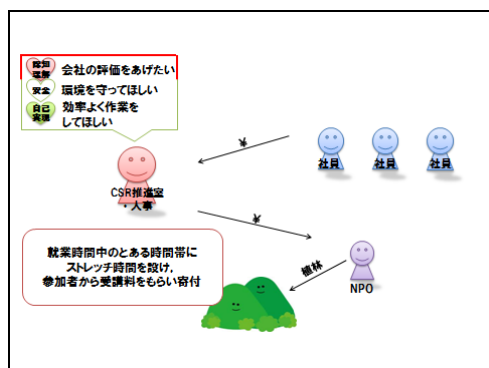 認知
理解
会社の評価をあげたい
安全
環境を守ってほしい
自己
実現
効率よく作業を
してほしい
¥
社員
社員
社員
CSR推進室
・人事
¥
就業時間中のとある時間帯に
ストレッチ時間を設け,
参加者から受講料をもらい寄付
植林
NPO